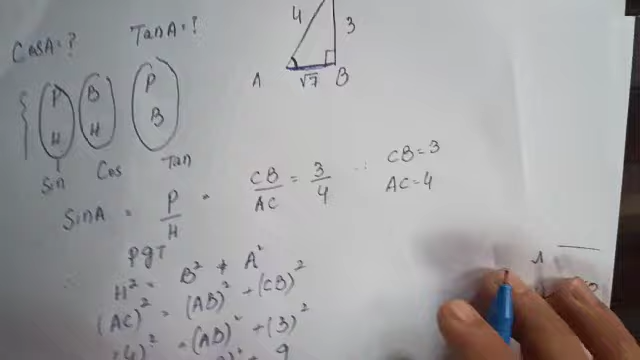 CosA=? TanA=?
4 3
A √7 B
P B P
H H B
Sin Cos Tan
SinA = P/H = CB/AC = 3/4 ∴ CB=3
AC=4
PGT
H² = B² + A²
(AC)² = (AB)² + (CB)²
(4)² = (AB)² + (3)²
9